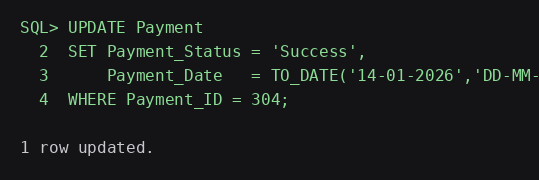 SQL> UPDATE Payment
  2  SET Payment_Status = 'Success',
  3      Payment_Date   = TO_DATE('14-01-2026','DD-MM-
  4  WHERE Payment_ID = 304;

1 row updated.